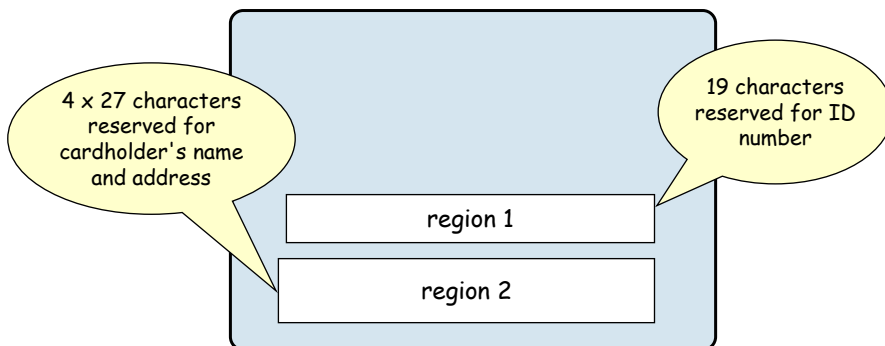 4 x 27 characters
reserved for
cardholder's name
and address
19 characters
reserved for ID
number
region 1
region 2